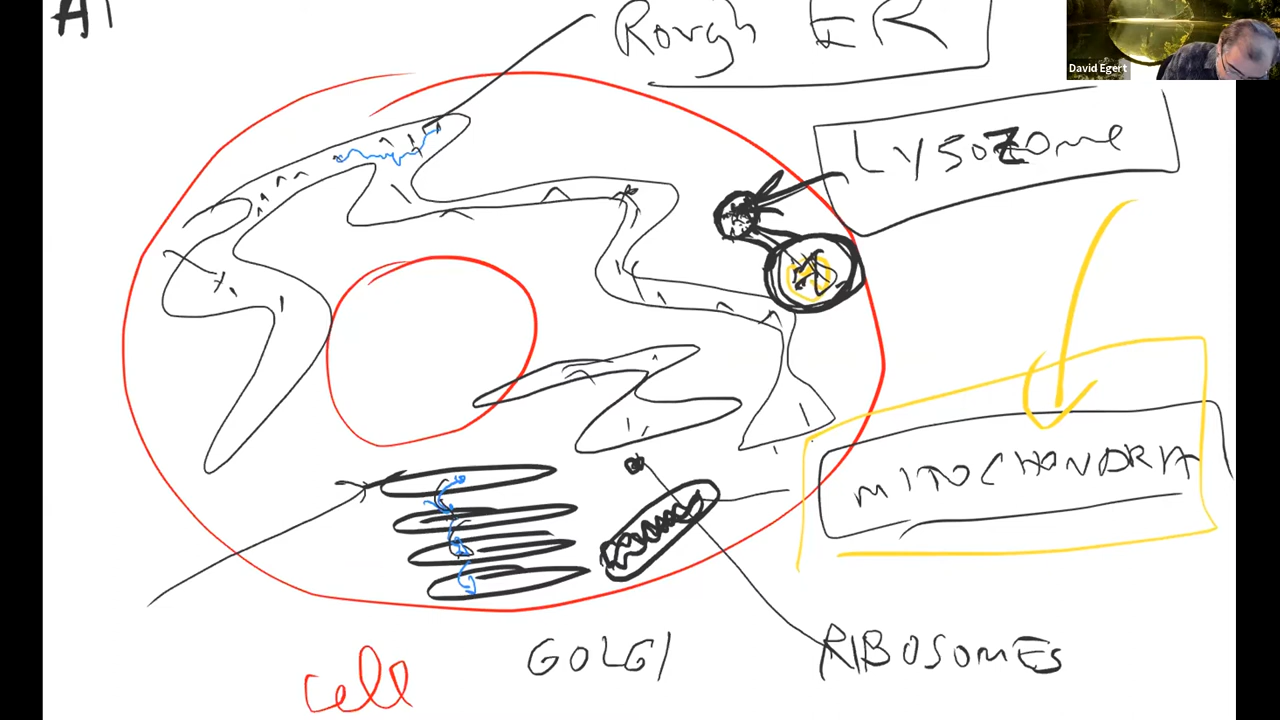 Rough ER
David Egert
LYSOZOME
MITOCHONDRIA
GOLGI
RIBOSOMES
cell